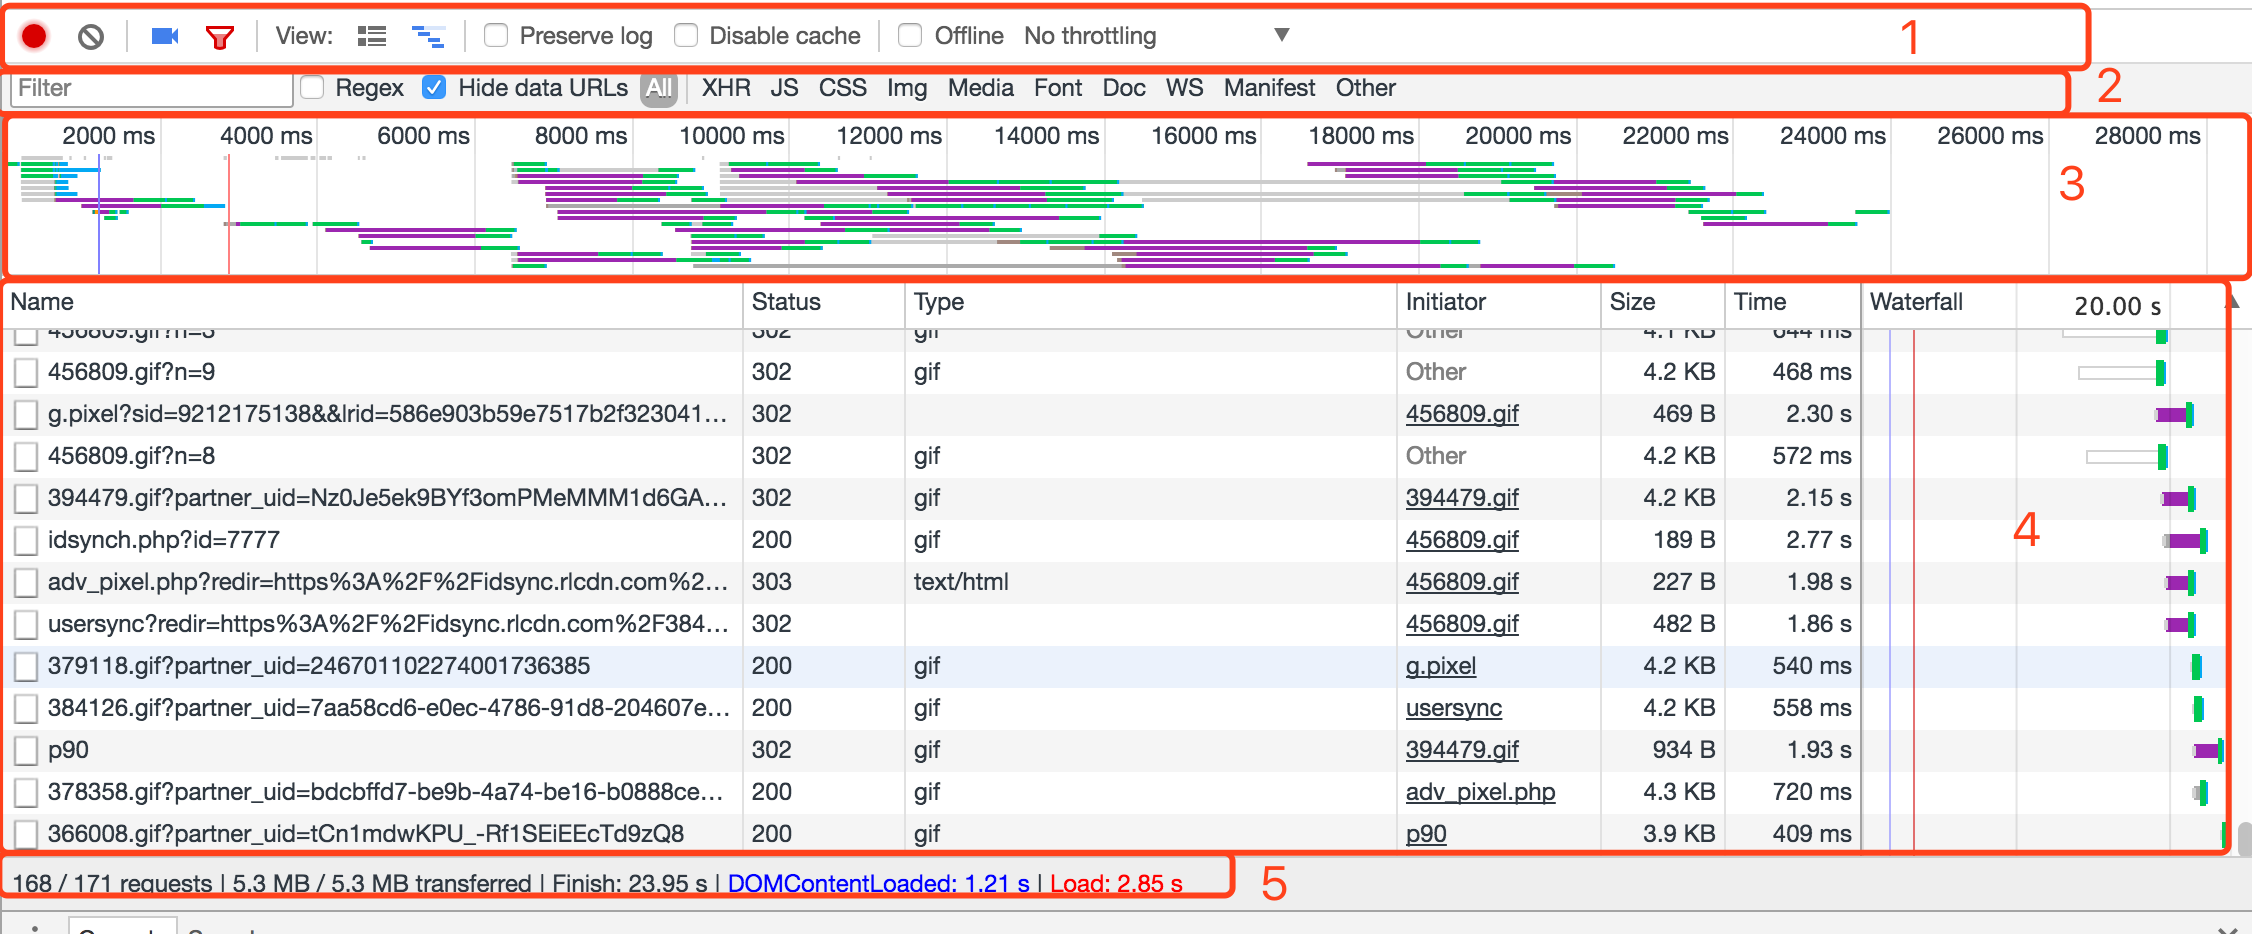 View: Preserve log Disable cache Offline No throttling 1
Filter Regex Hide data URLs All XHR JS CSS Img Media Font Doc WS Manifest Other 2
2000 ms 4000 ms 6000 ms 8000 ms 10000 ms 12000 ms 14000 ms 16000 ms 18000 ms 20000 ms 22000 ms 24000 ms 26000 ms 28000 ms
3
Name Status Type Initiator Size Time Waterfall 20.00 s
302 gif Other 4.1 KB 644 ms
456809.gif?n=9 302 gif Other 4.2 KB 468 ms
g.pixel?sid=9212175138&&lrid=586e903b59e7517b2f323041... 302 456809.gif 469 B 2.30 s
456809.gif?n=8 302 gif Other 4.2 KB 572 ms
394479.gif?partner_uid=Nz0Je5ek9BYf3omPMeMMM1d6GA... 302 gif 394479.gif 4.2 KB 2.15 s
idsynch.php?id=7777 200 gif 456809.gif 189 B 2.77 s
4
adv_pixel.php?redir=https%3A%2F%2Fidsync.rlcdn.com%2... 303 text/html 456809.gif 227 B 1.98 s
usersync?redir=https%3A%2F%2Fidsync.rlcdn.com%2F384... 302 456809.gif 482 B 1.86 s
379118.gif?partner_uid=246701102274001736385 200 gif g.pixel 4.2 KB 540 ms
384126.gif?partner_uid=7aa58cd6-e0ec-4786-91d8-204607e... 200 gif usersync 4.2 KB 558 ms
p90 302 gif 394479.gif 934 B 1.93 s
378358.gif?partner_uid=bdcbffd7-be9b-4a74-be16-b0888ce... 200 gif adv_pixel.php 4.3 KB 720 ms
366008.gif?partner_uid=tCn1mdwKPU_-Rf1SEiEEcTd9zQ8 200 gif p90 3.9 KB 409 ms
168 / 171 requests | 5.3 MB / 5.3 MB transferred | Finish: 23.95 s | DOMContentLoaded: 1.21 s | Load: 2.85 s 5